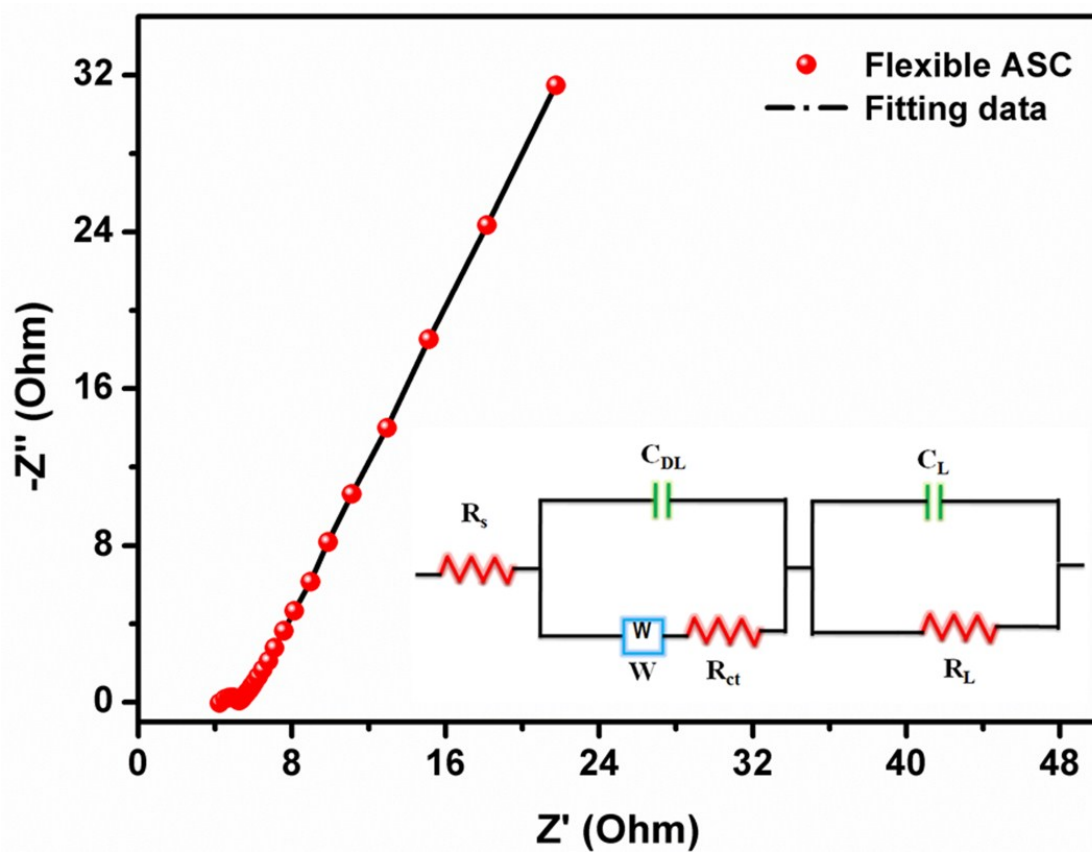 Flexible ASC
Fitting data
32
24
16
8
0
-Z'' (Ohm)
C_DL
C_L
R_s
W
W
R_ct
R_L
0 8 16 24 32 40 48
Z' (Ohm)